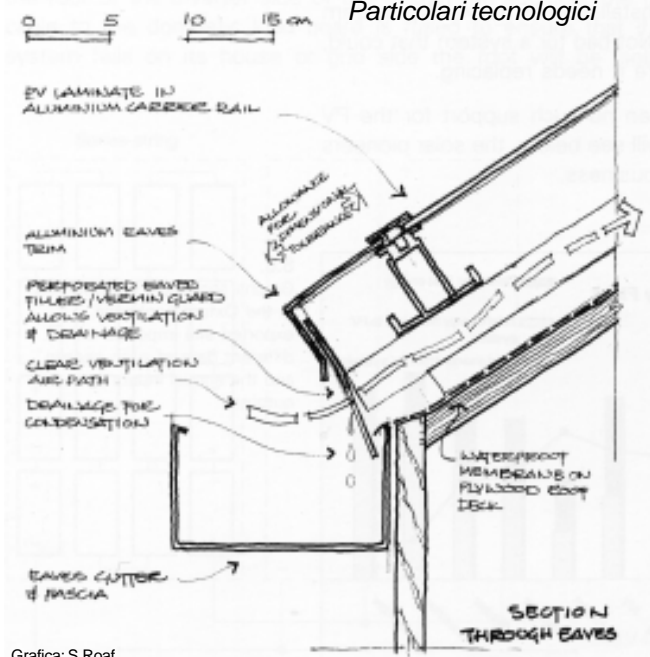 Particolari tecnologici
0 5 10 15 cm
PV LAMINATE IN
ALUMINIUM CARRIER RAIL
ALLOWANCE
FOR
DIMENSIONAL
TOLERANCE
ALUMINIUM EAVES
TRIM
PERFORATED EAVES
FILLER/VERMIN GUARD
ALLOWS VENTILATION
& DRAINAGE
CLEAR VENTILATION
AIR PATH
DRAINAGE FOR
CONDENSATION
WATERPROOF
MEMBRANE ON
PLYWOOD ROOF
DECK
EAVES GUTTER
& FASCIA
SECTION
THROUGH EAVES
Grafica: S.Roaf